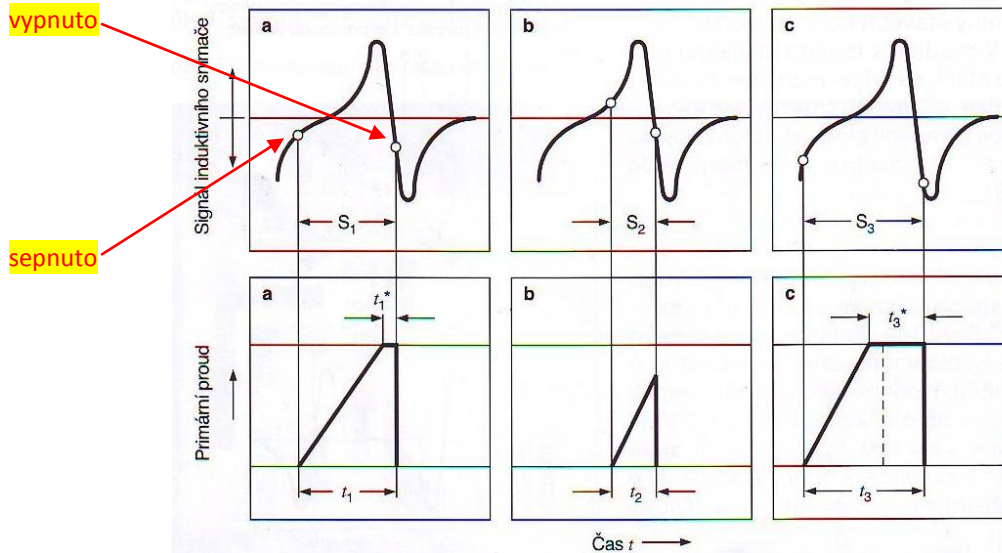 vypnuto
sepnuto
Signál induktivního snímače
a
b
c
S₁
S₂
S₃
Primární proud
a
b
c
t₁*
t₃*
t₁
t₂
t₃
Čas t